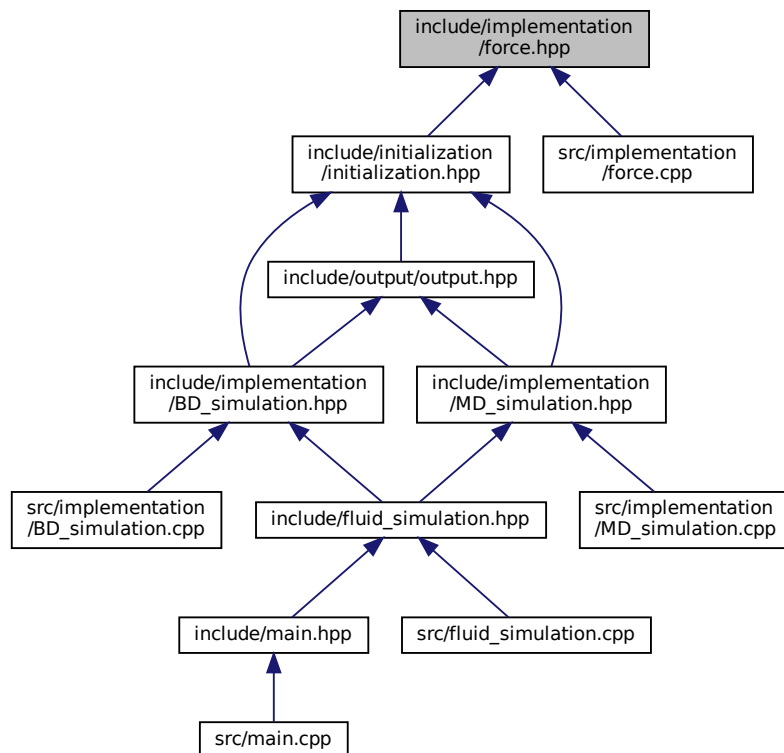 include/implementation
/force.hpp
include/initialization
/initialization.hpp
src/implementation
/force.cpp
include/output/output.hpp
include/implementation
/BD_simulation.hpp
include/implementation
/MD_simulation.hpp
src/implementation
/BD_simulation.cpp
include/fluid_simulation.hpp
src/implementation
/MD_simulation.cpp
include/main.hpp
src/fluid_simulation.cpp
src/main.cpp